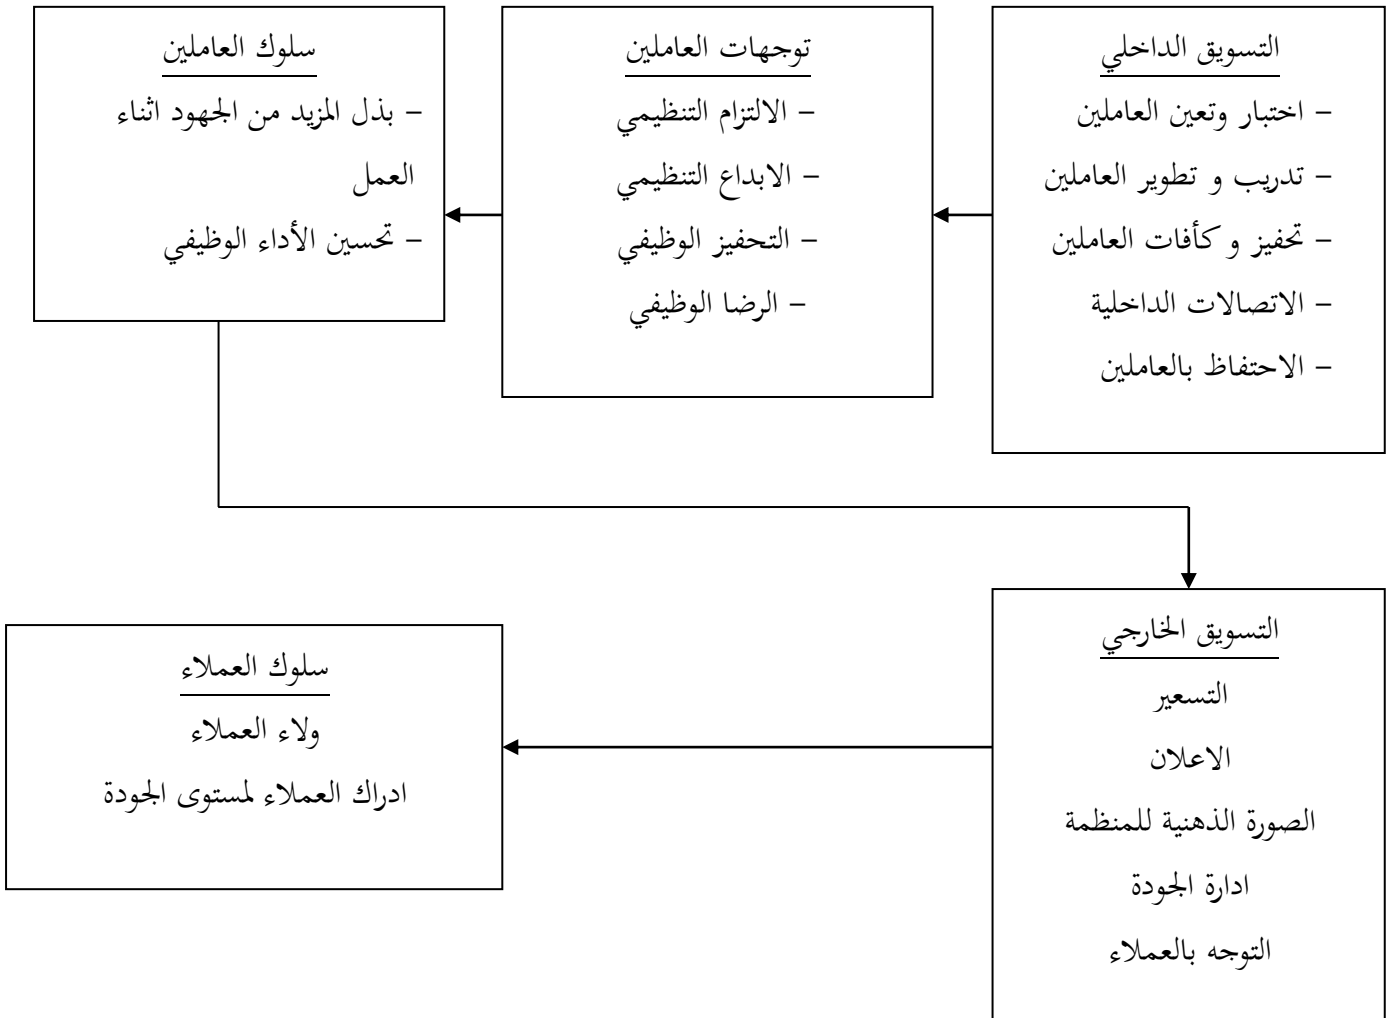 التسويق الداخلي
– اختبار وتعين العاملين
– تدريب و تطوير العاملين
– تحفيز و كأفات العاملين
– الاتصالات الداخلية
– الاحتفاظ بالعاملين
توجهات العاملين
– الالتزام التنظيمي
– الابداع التنظيمي
– التحفيز الوظيفي
– الرضا الوظيفي
سلوك العاملين
– بذل المزيد من الجهود اثناء
العمل
– تحسين الأداء الوظيفي
التسويق الخارجي
التسعير
الاعلان
الصورة الذهنية للمنظمة
ادارة الجودة
التوجه بالعملاء
سلوك العملاء
ولاء العملاء
ادراك العملاء لمستوى الجودة